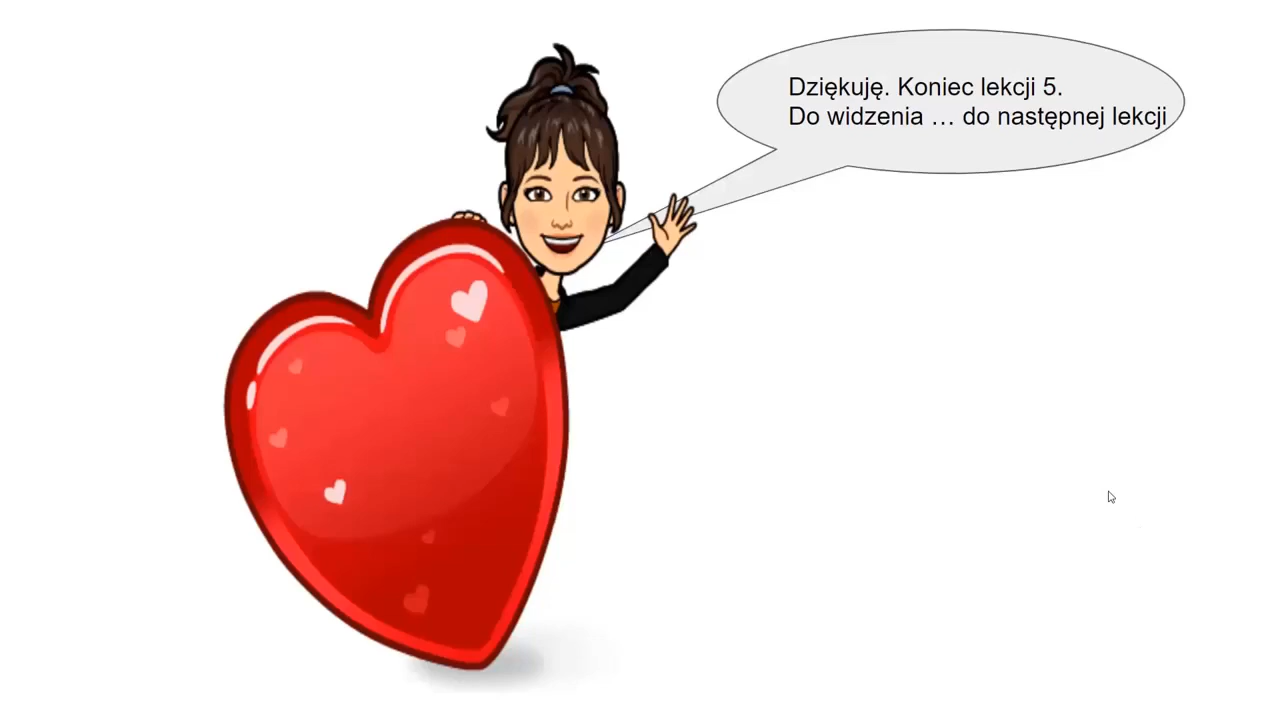 Dziękuję. Koniec lekcji 5.
Do widzenia … do następnej lekcji